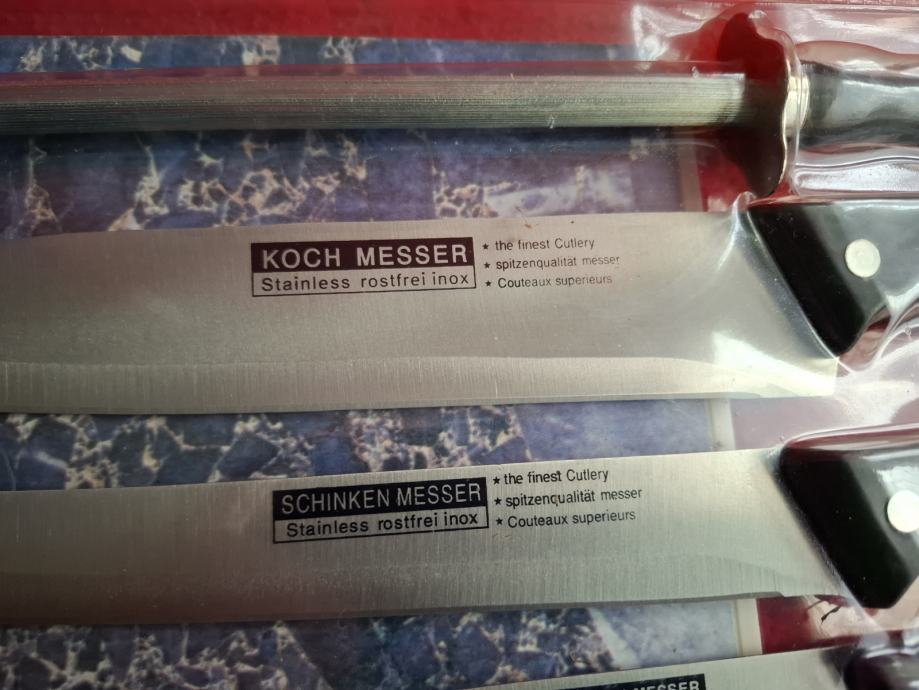 KOCH MESSER
Stainless rostfrei inox
★ the finest Cutlery
★ spitzenqualität messer
★ Couteaux superieurs
SCHINKEN MESSER
Stainless rostfrei inox
★ the finest Cutlery
★ spitzenqualität messer
★ Couteaux superieurs
MESSER